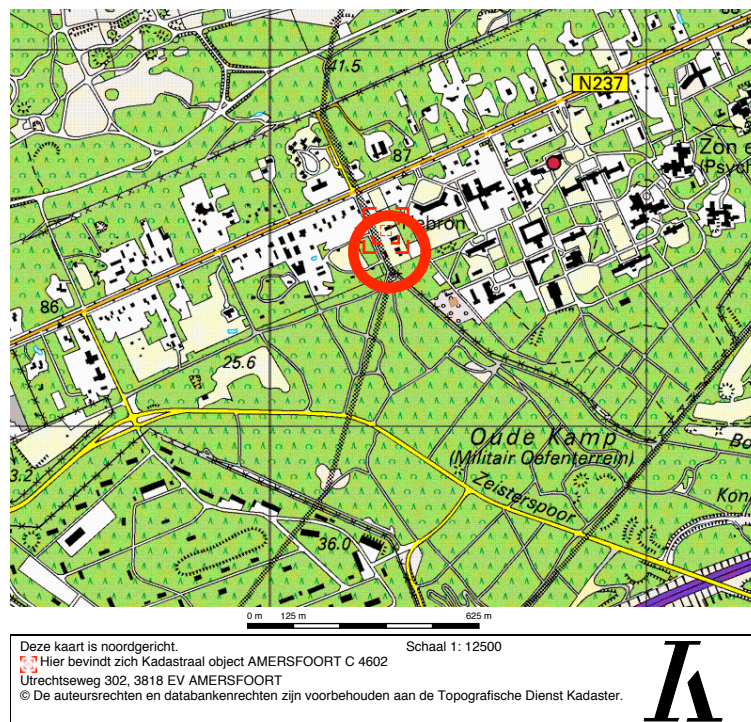 41.5
N237
87
Zon e
(Psych
ebron
86
25.6
Oude Kamp
(Militair Oefenterrein)
Bo
3.2
Zeisterspoor
Kon
36.0
0 m 125 m 625 m
Deze kaart is noordgericht. Schaal 1: 12500
Hier bevindt zich Kadastraal object AMERSFOORT C 4602
Utrechtseweg 302, 3818 EV AMERSFOORT
© De auteursrechten en databankenrechten zijn voorbehouden aan de Topografische Dienst Kadaster.